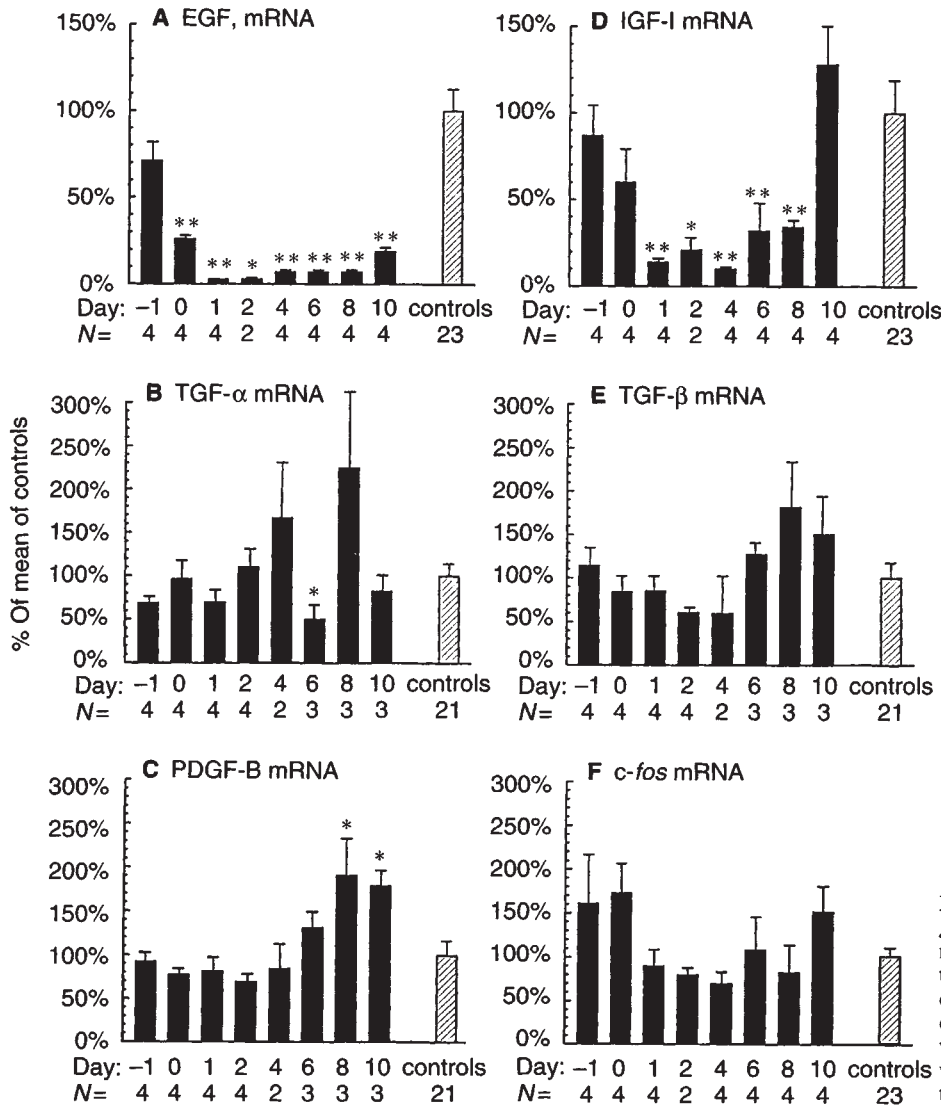 A EGF, mRNA
150%
100%
50%
0%
Day: –1 0 1 2 4 6 8 10 controls
N= 4 4 4 2 4 4 4 4 23
** ** * ** ** ** **
D IGF-I mRNA
150%
100%
50%
0%
Day: –1 0 1 2 4 6 8 10 controls
N= 4 4 4 2 4 4 4 4 23
** * ** ** **
% Of mean of controls
B TGF-α mRNA
300%
250%
200%
150%
100%
50%
0%
Day: –1 0 1 2 4 6 8 10 controls
N= 4 4 4 4 2 3 3 3 21
*
E TGF-β mRNA
300%
250%
200%
150%
100%
50%
0%
Day: –1 0 1 2 4 6 8 10 controls
N= 4 4 4 4 2 3 3 3 21
C PDGF-B mRNA
300%
250%
200%
150%
100%
50%
0%
Day: –1 0 1 2 4 6 8 10 controls
N= 4 4 4 4 2 3 3 3 21
* *
F c-fos mRNA
300%
250%
200%
150%
100%
50%
0%
Day: –1 0 1 2 4 6 8 10 controls
N= 4 4 4 2 4 4 4 4 23